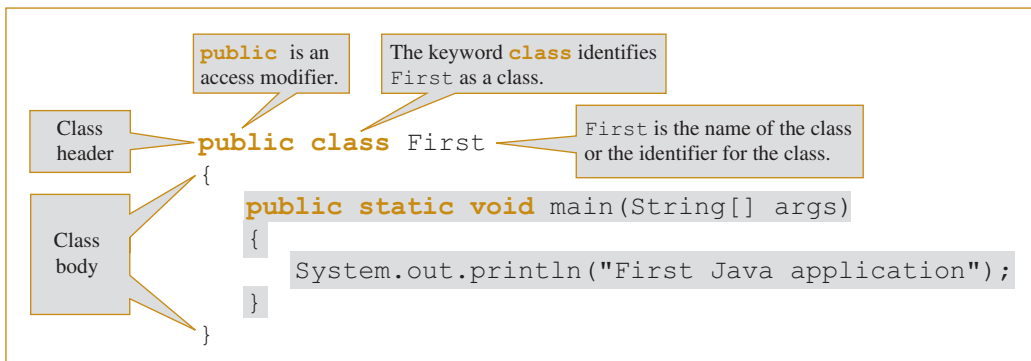 public is an
access modifier.
The keyword class identifies
First as a class.
Class
header
public class First
First is the name of the class
or the identifier for the class.
{
Class
body
public static void main(String[] args)
{
System.out.println("First Java application");
}
}